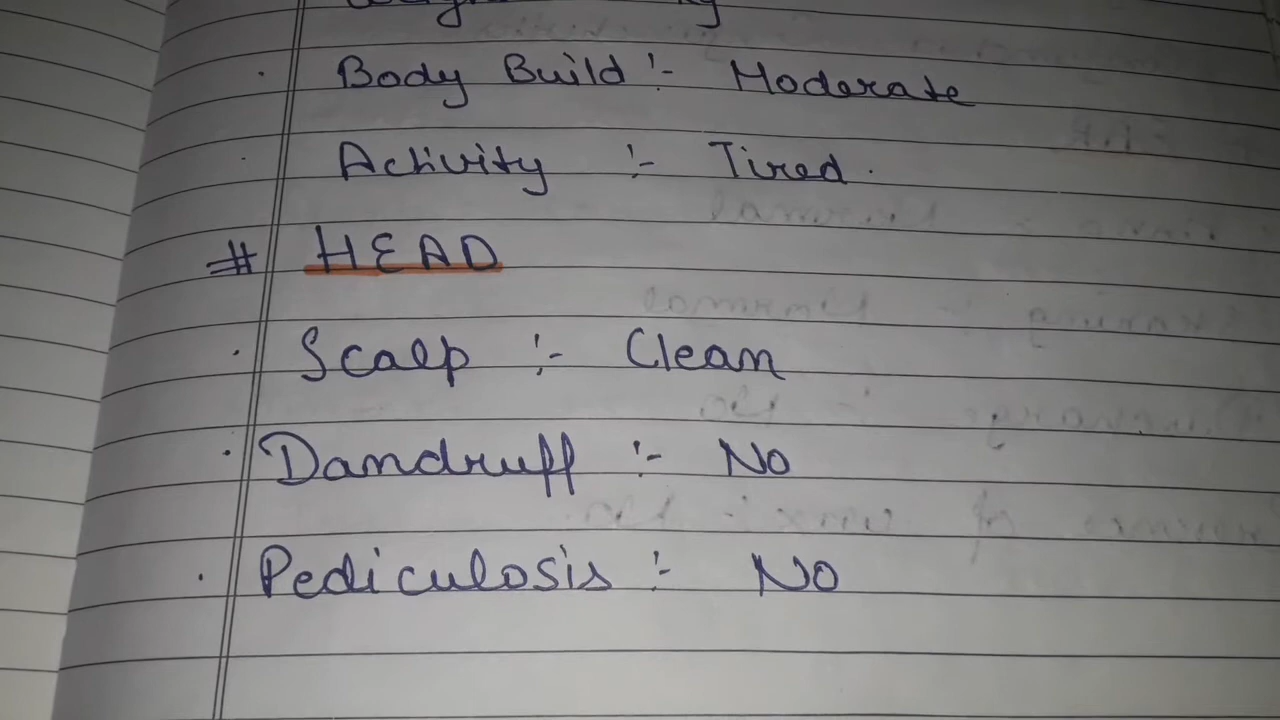 Body Build :- Moderate
Activity :- Tired.
# HEAD
Scalp :- Clean
Dandruff :- No
Pediculosis :- No